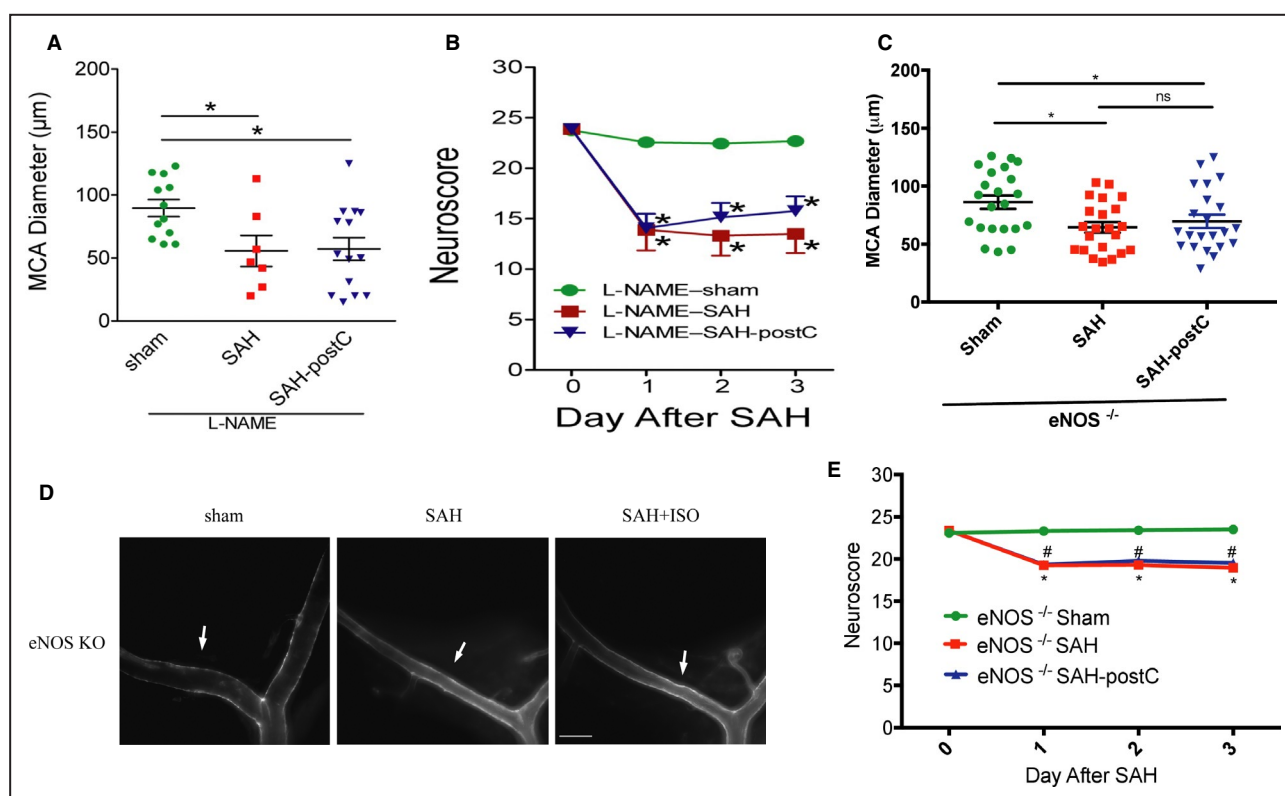 A
MCA Diameter (µm)
200
150
100
50
0
*
*
sham
SAH
SAH-postC
L-NAME
B
Neuroscore
30
25
20
15
10
5
0
*
*
*
*
*
*
L-NAME–sham
L-NAME–SAH
L-NAME–SAH-postC
0 1 2 3
Day After SAH
C
MCA Diameter (µm)
200
150
100
50
0
*
ns
*
Sham
SAH
SAH-postC
eNOS -/-
D
sham SAH SAH+ISO
eNOS KO
E
Neuroscore
30
25
20
15
10
5
0
# # #
* * *
eNOS -/- Sham
eNOS -/- SAH
eNOS -/- SAH-postC
0 1 2 3
Day After SAH